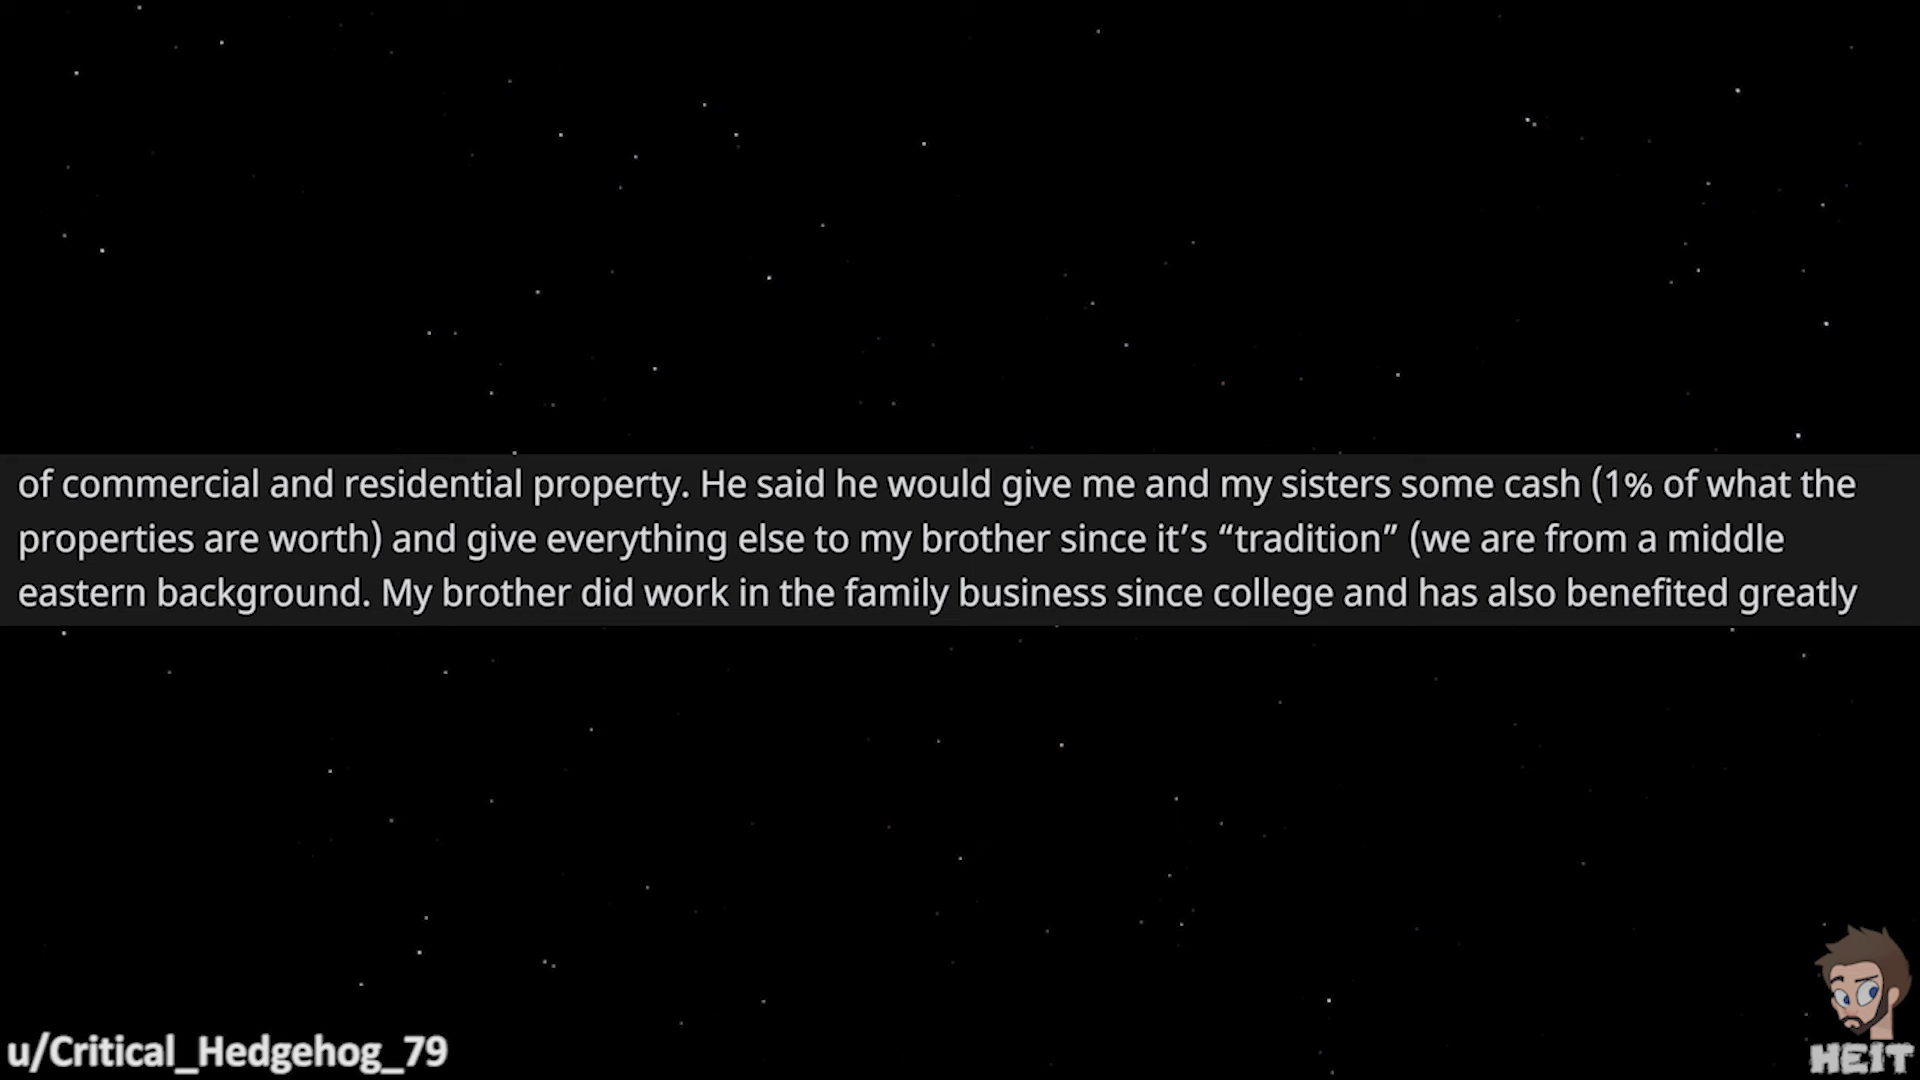 of commercial and residential property. He said he would give me and my sisters some cash (1% of what the
properties are worth) and give everything else to my brother since it’s “tradition” (we are from a middle
eastern background. My brother did work in the family business since college and has also benefited greatly
u/Critical_Hedgehog_79
HEIT